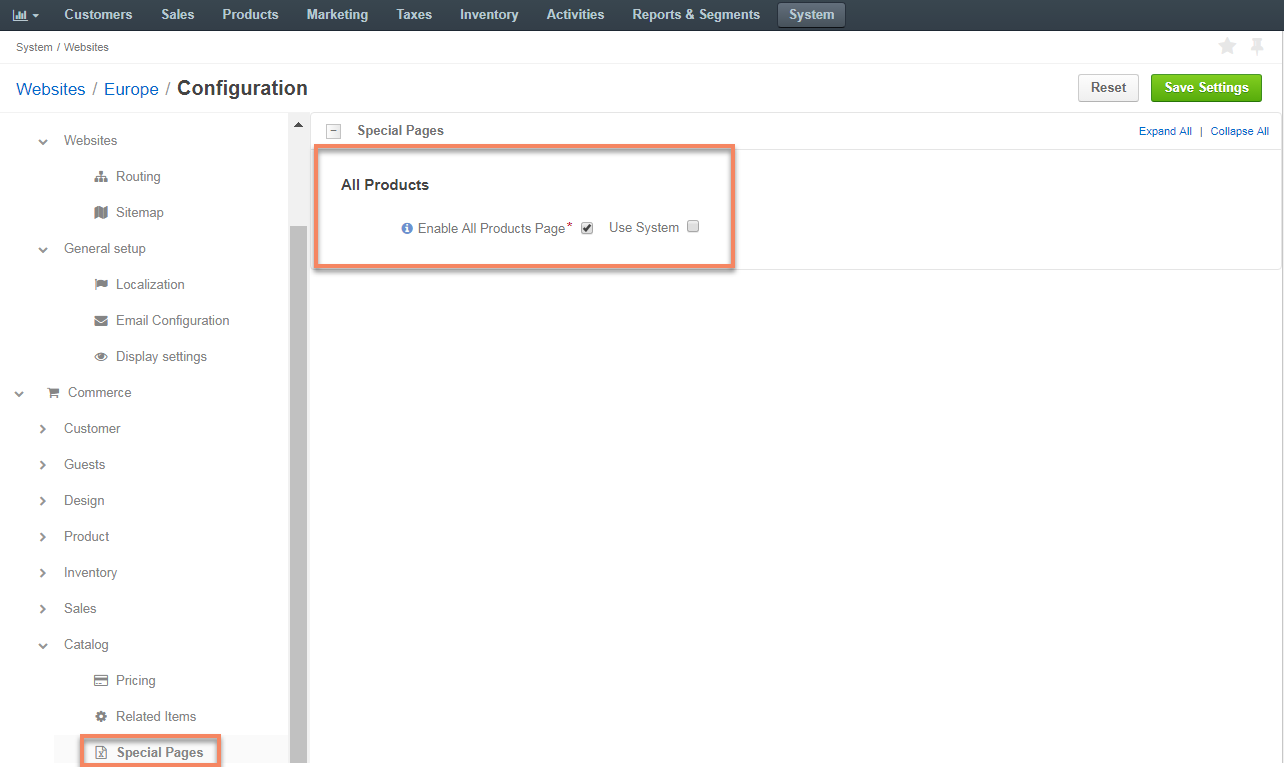 Customers Sales Products Marketing Taxes Inventory Activities Reports & Segments System
System / Websites
Websites / Europe / Configuration Reset Save Settings
Websites
Routing
Sitemap
General setup
Localization
Email Configuration
Display settings
Commerce
Customer
Guests
Design
Product
Inventory
Sales
Catalog
Pricing
Related Items
Special Pages
Special Pages Expand All | Collapse All
All Products
Enable All Products Page* Use System